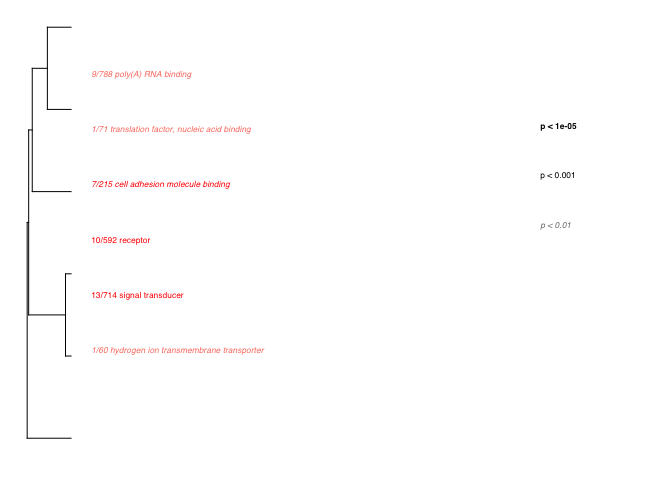 9/788 poly(A) RNA binding
1/71 translation factor, nucleic acid binding
7/215 cell adhesion molecule binding
10/592 receptor
13/714 signal transducer
1/60 hydrogen ion transmembrane transporter
p < 1e-05
p < 0.001
p < 0.01